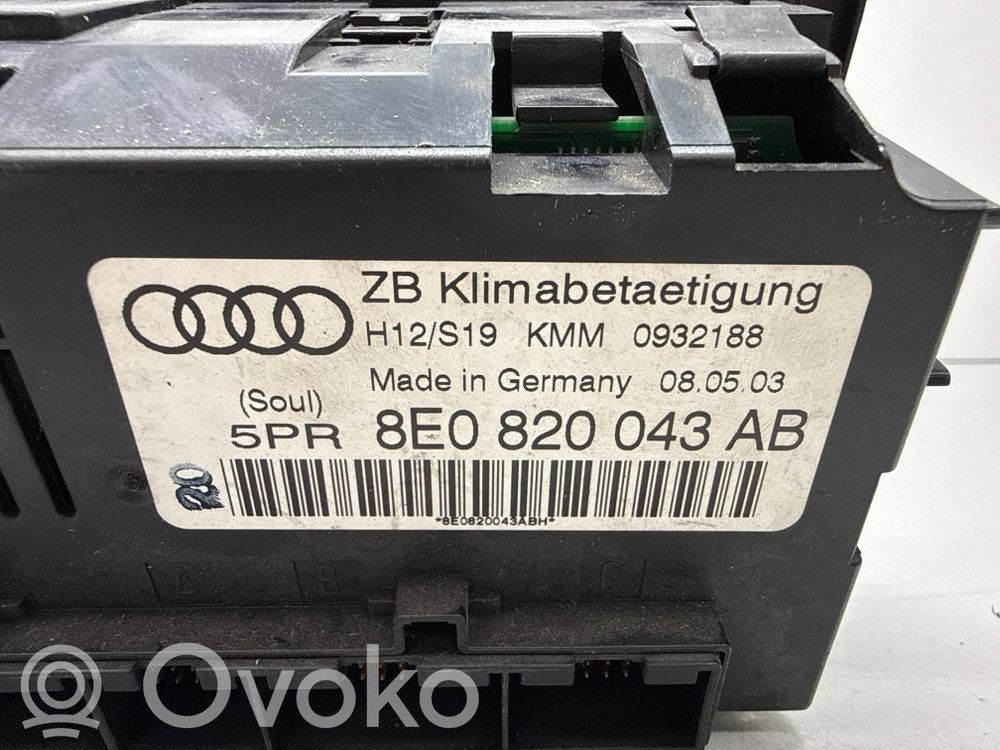 ZB Klimabetaetigung
H12/S19 KMM 0932188
Made in Germany 08.05.03
(Soul)
5PR 8E0 820 043 AB
*8E0820043ABH*
A B C
R Ovoko